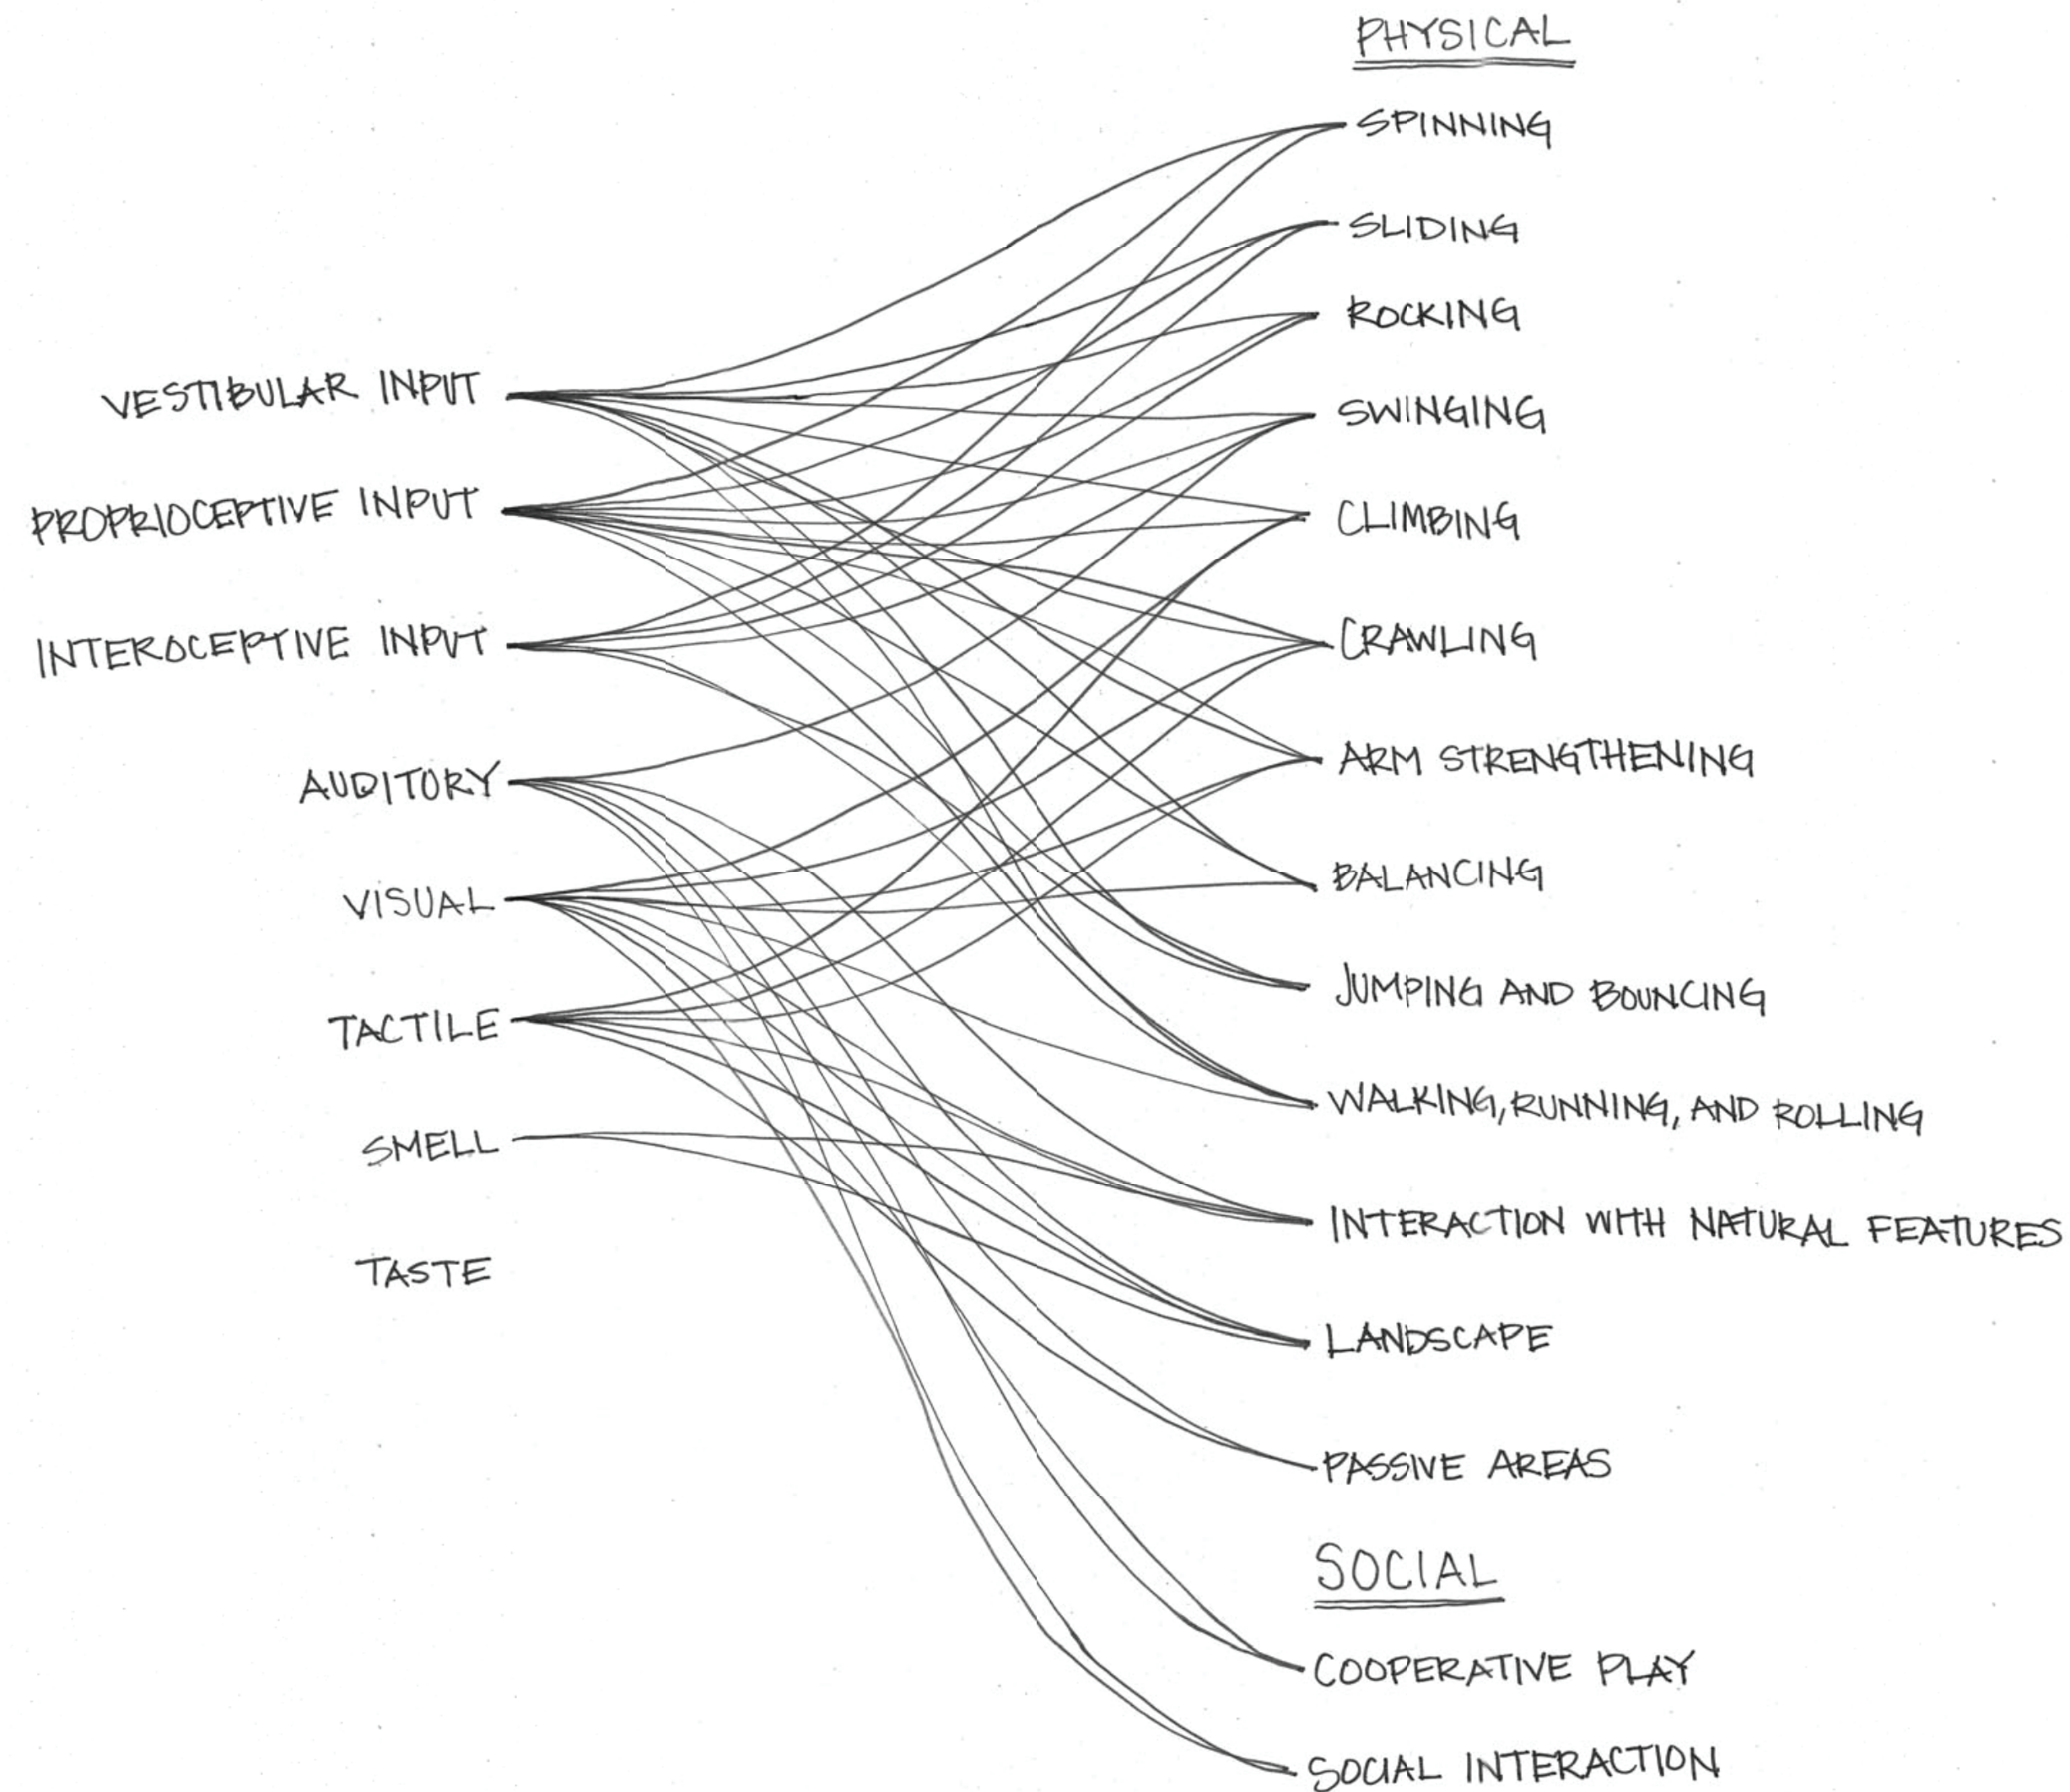 PHYSICAL
SPINNING
SLIDING
ROCKING
SWINGING
CLIMBING
CRAWLING
ARM STRENGTHENING
BALANCING
JUMPING AND BOUNCING
WALKING, RUNNING, AND ROLLING
INTERACTION WITH NATURAL FEATURES
LANDSCAPE
PASSIVE AREAS
SOCIAL
COOPERATIVE PLAY
SOCIAL INTERACTION
VESTIBULAR INPUT
PROPRIOCEPTIVE INPUT
INTEROCEPTIVE INPUT
AUDITORY
VISUAL
TACTILE
SMELL
TASTE